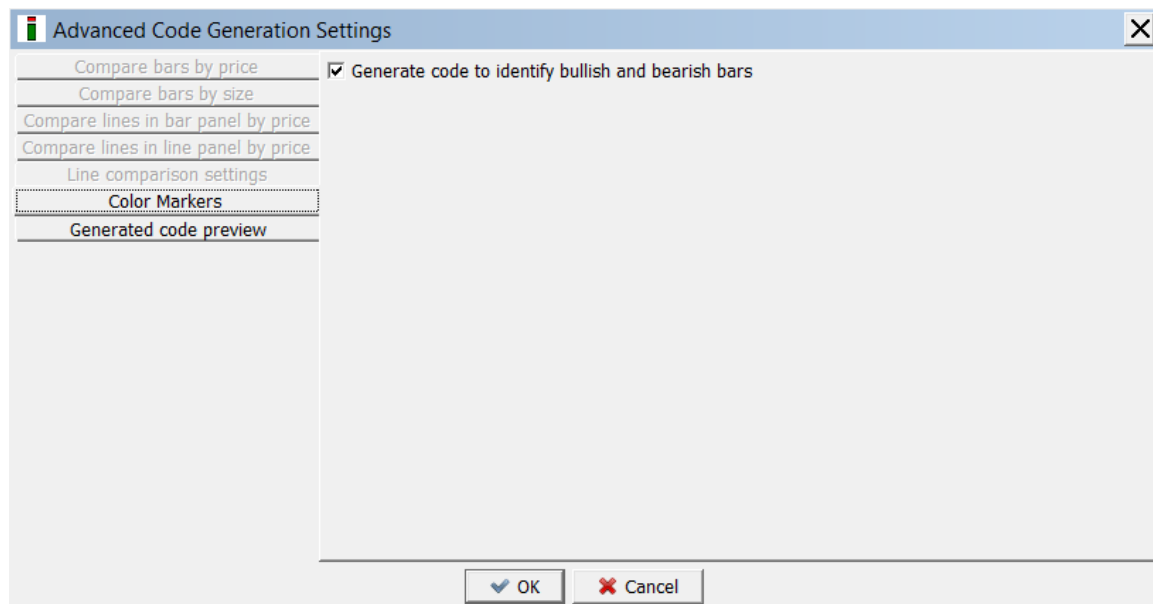 Advanced Code Generation Settings
Compare bars by price
Compare bars by size
Compare lines in bar panel by price
Compare lines in line panel by price
Line comparison settings
Color Markers
Generated code preview
Generate code to identify bullish and bearish bars
OK
Cancel